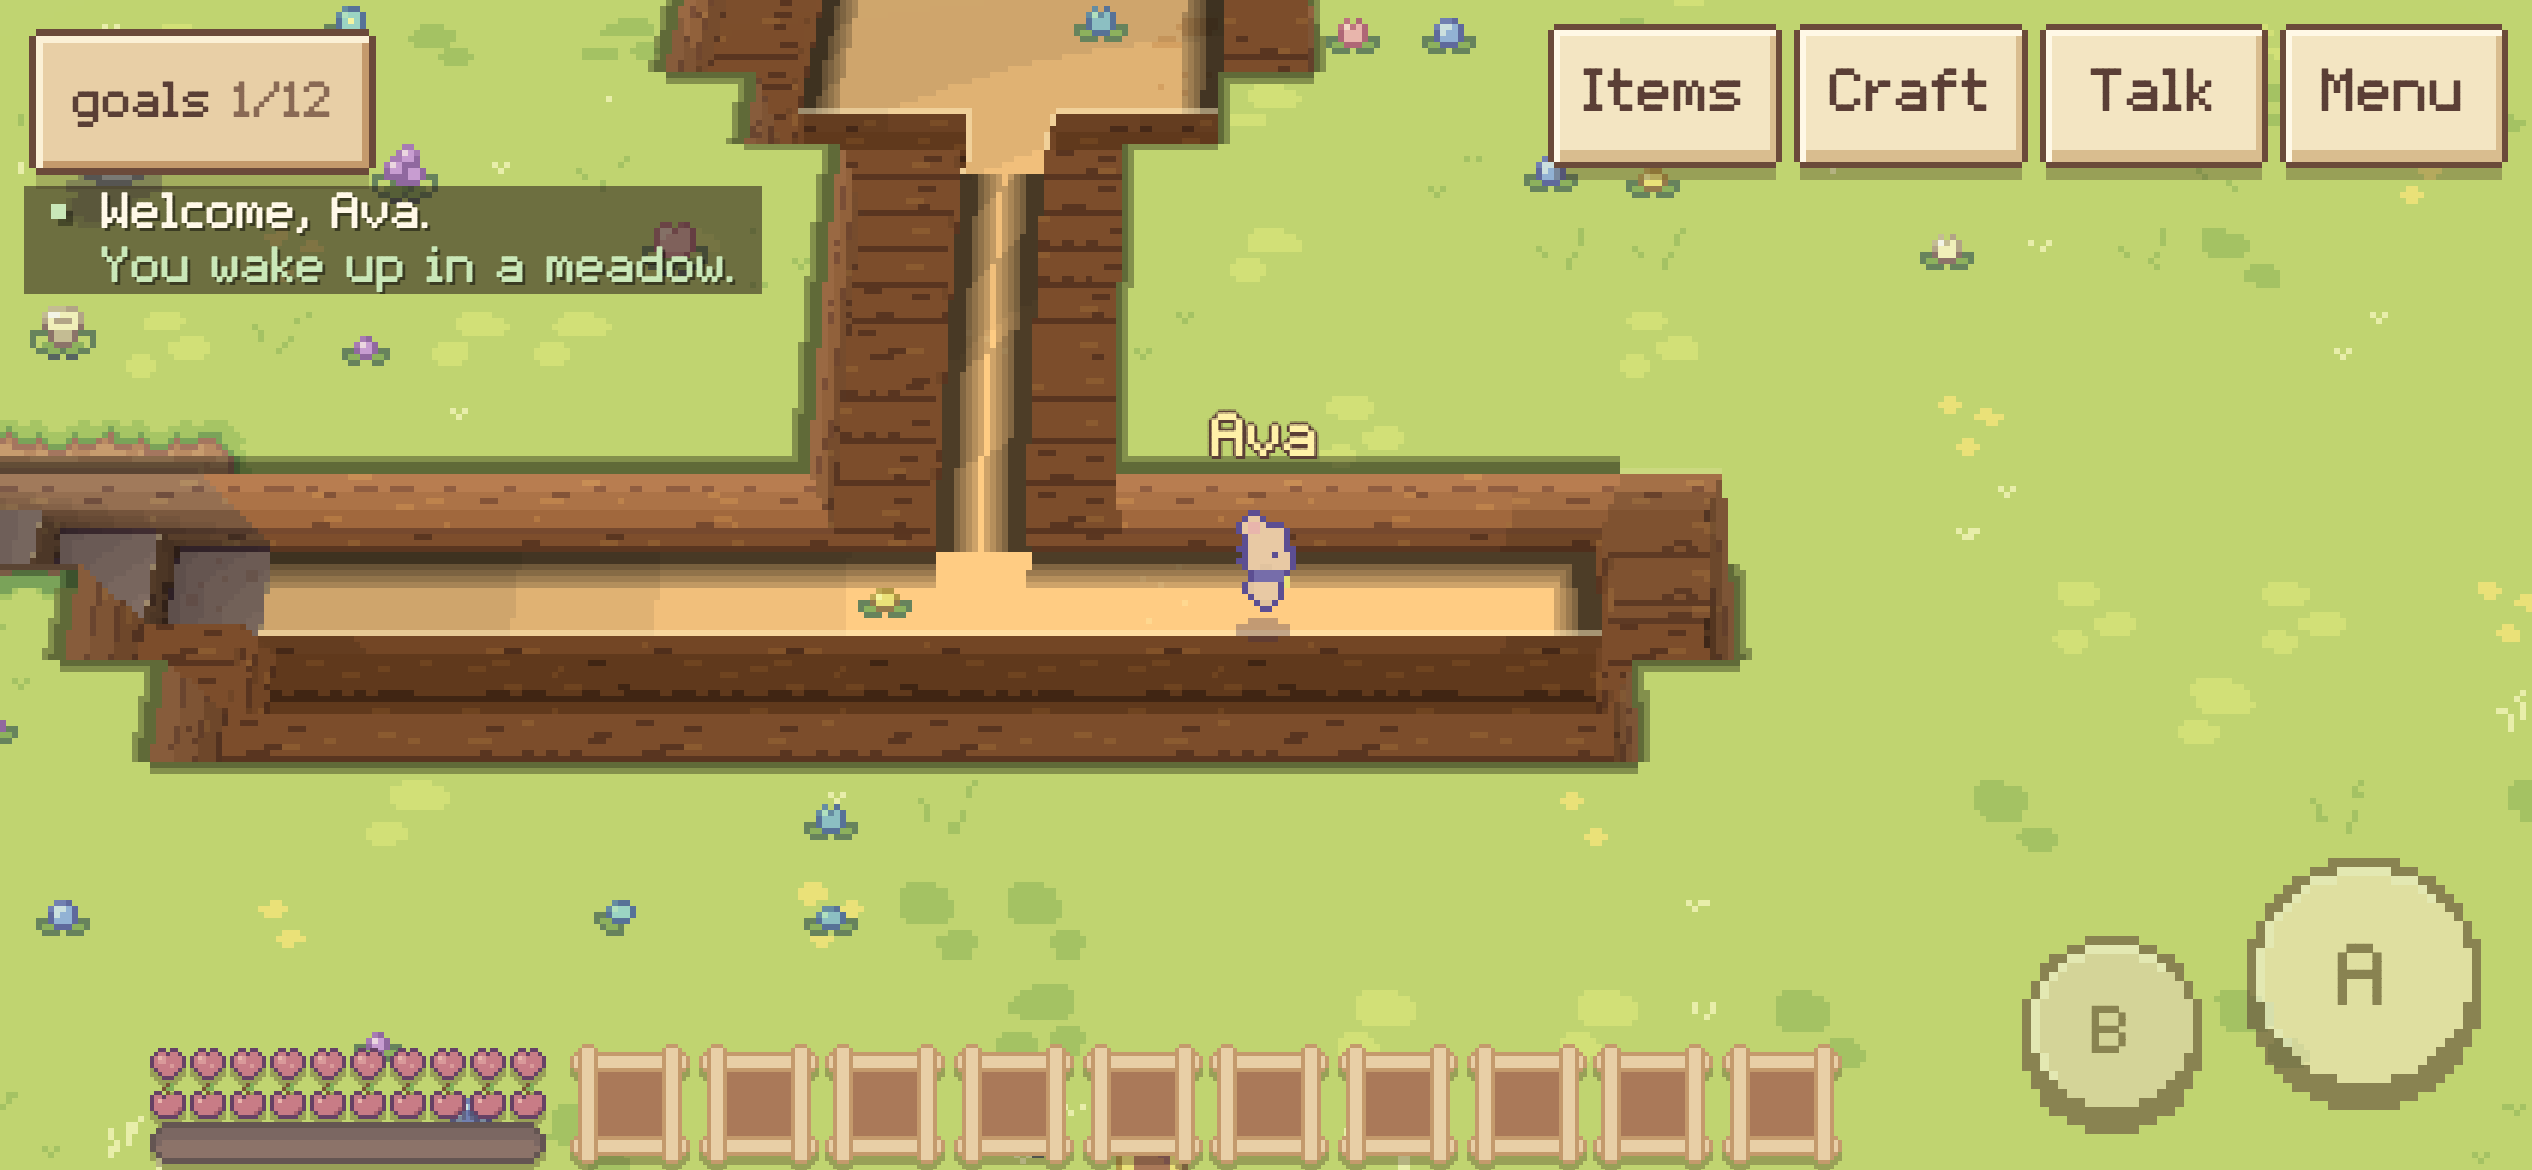 goals 1/12
Items
Craft
Talk
Menu
Welcome, Ava.
You wake up in a meadow.
Ava
A
B